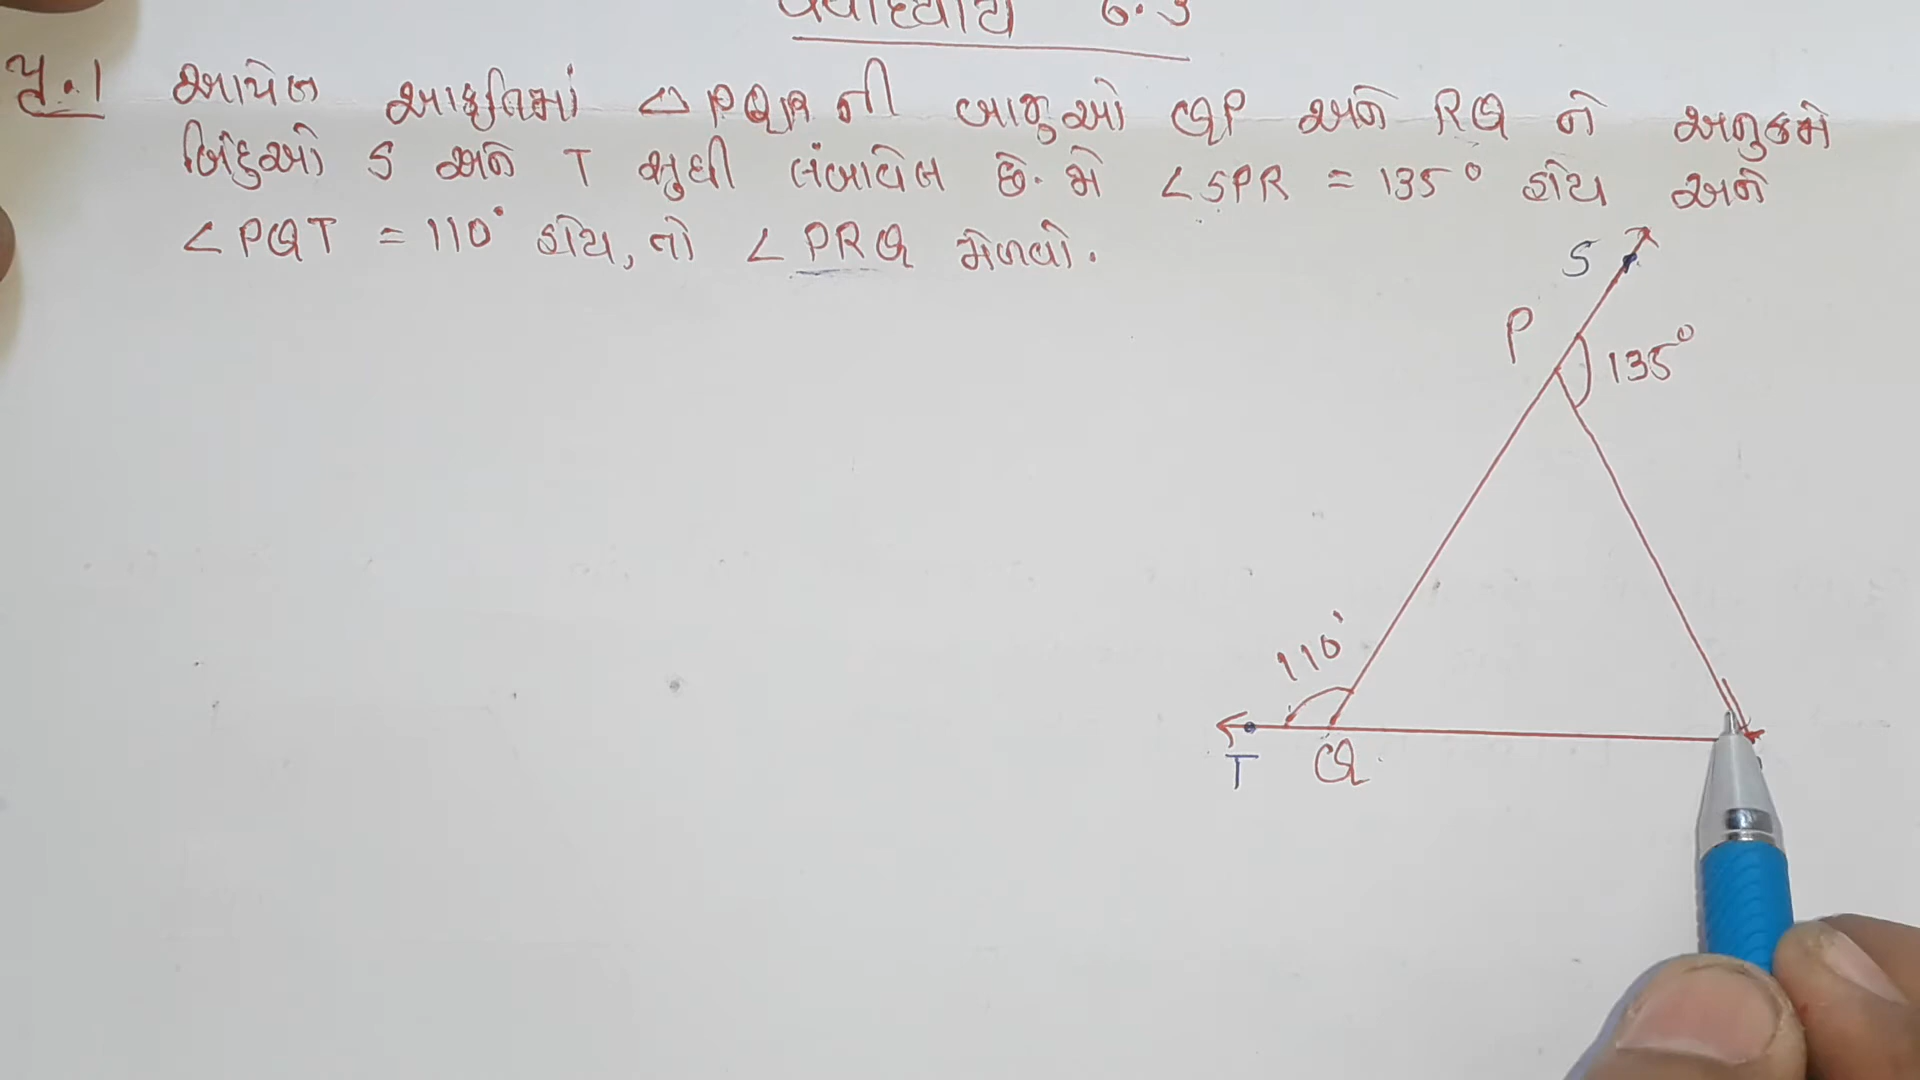 સ્વાધ્યાય 6.3
પ્ર.1 આપેલ આકૃતિમાં △PQR ની બાજુઓ QP અને RQ ને અનુક્રમે
બિંદુઓ S અને T સુધી લંબાયેલ છે. જો ∠SPR = 135° હોય અને
∠PQT = 110° હોય, તો ∠PRQ મેળવો.
S
P
135°
110°
T Q